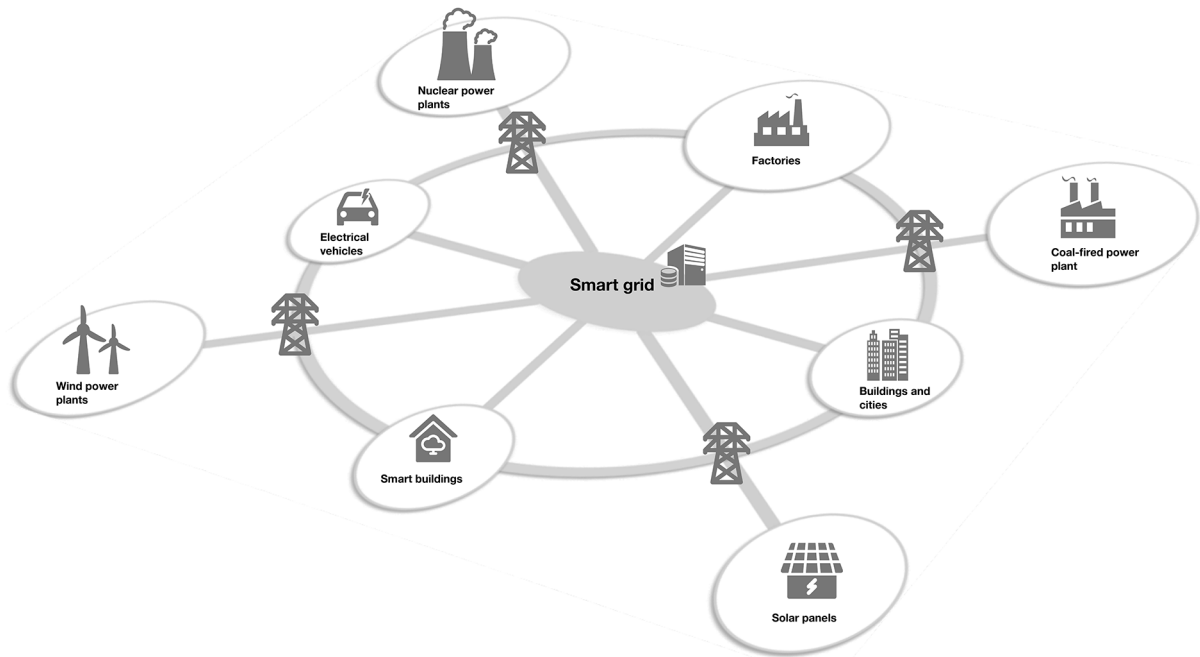 Nuclear power
plants
Factories
Electrical
vehicles
Coal-fired power
plant
Smart grid
Wind power
plants
Buildings and
cities
Smart buildings
Solar panels